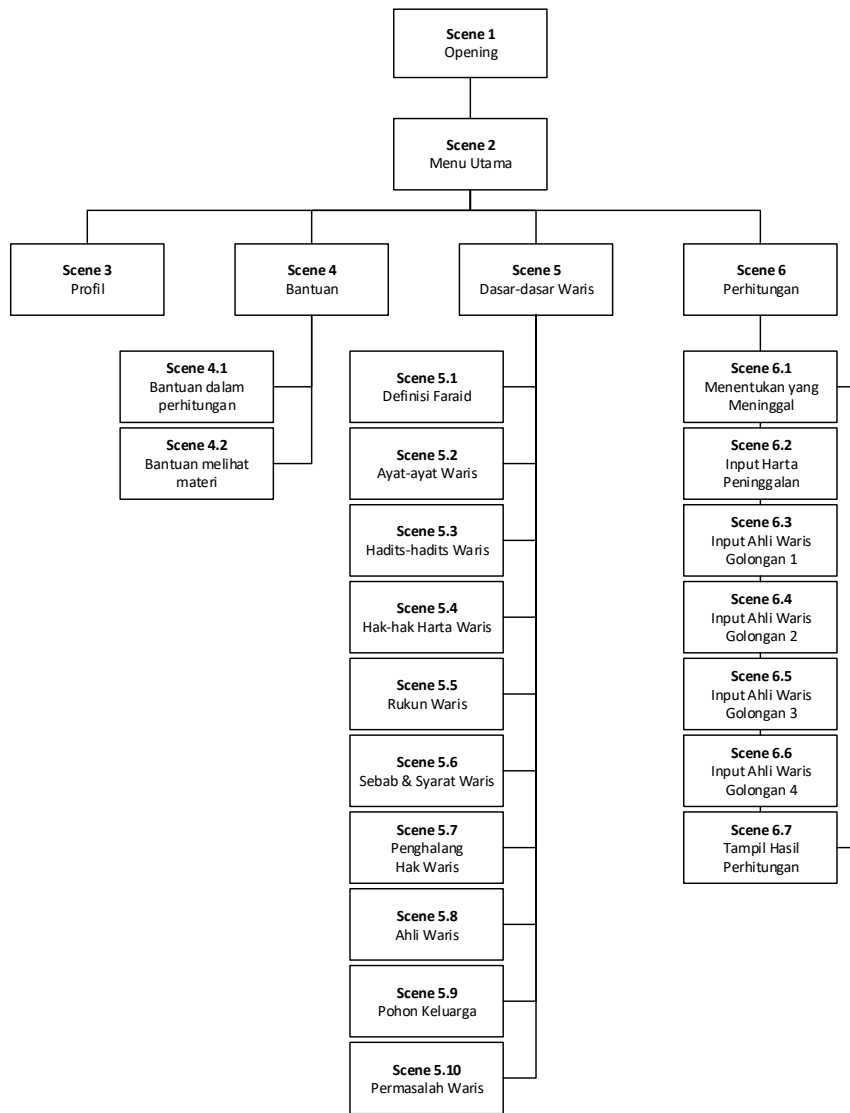 Scene 1
Opening
Scene 2
Menu Utama
Scene 3
Profil
Scene 4
Bantuan
Scene 5
Dasar-dasar Waris
Scene 6
Perhitungan
Scene 4.1
Bantuan dalam
perhitungan
Scene 4.2
Bantuan melihat
materi
Scene 5.1
Definisi Faraid
Scene 5.2
Ayat-ayat Waris
Scene 5.3
Hadits-hadits Waris
Scene 5.4
Hak-hak Harta Waris
Scene 5.5
Rukun Waris
Scene 5.6
Sebab & Syarat Waris
Scene 5.7
Penghalang
Hak Waris
Scene 5.8
Ahli Waris
Scene 5.9
Pohon Keluarga
Scene 5.10
Permasalah Waris
Scene 6.1
Menentukan yang
Meninggal
Scene 6.2
Input Harta
Peninggalan
Scene 6.3
Input Ahli Waris
Golongan 1
Scene 6.4
Input Ahli Waris
Golongan 2
Scene 6.5
Input Ahli Waris
Golongan 3
Scene 6.6
Input Ahli Waris
Golongan 4
Scene 6.7
Tampil Hasil
Perhitungan